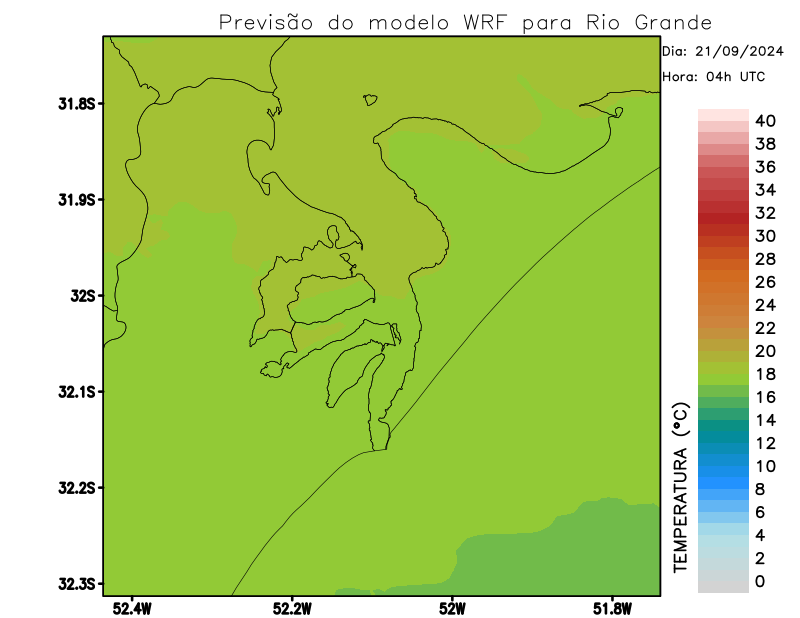 Previsão do modelo WRF para Rio Grande
Dia: 21/09/2024
Hora: 04h UTC
31.8S
31.9S
32S
32.1S
32.2S
32.3S
52.4W
52.2W
52W
51.8W
TEMPERATURA (°C)
40
38
36
34
32
30
28
26
24
22
20
18
16
14
12
10
8
6
4
2
0